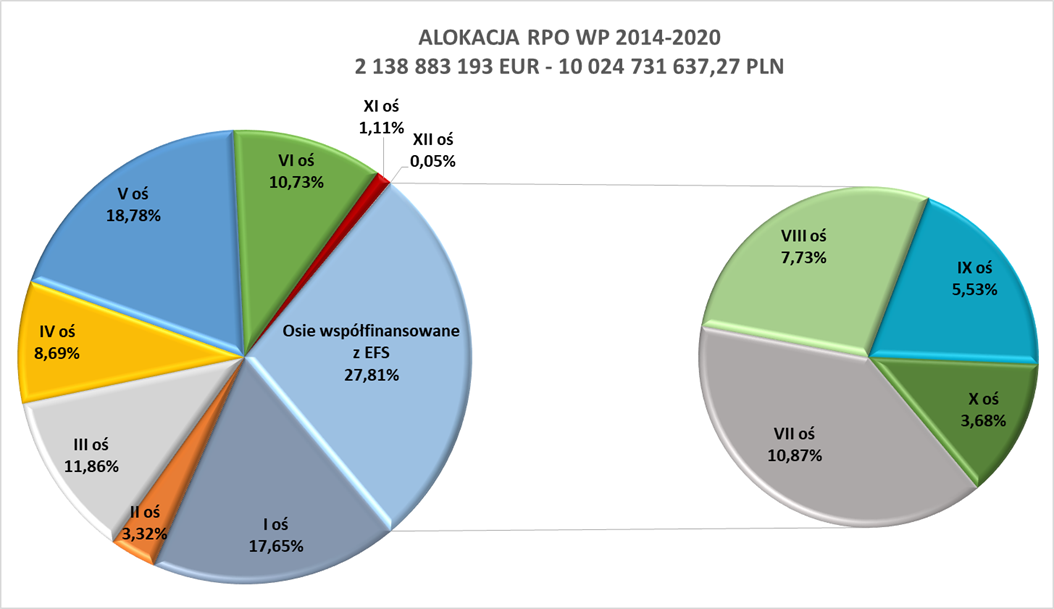 ALOKACJA RPO WP 2014-2020
2 138 883 193 EUR - 10 024 731 637,27 PLN
XI oś
1,11%
XII oś
0,05%
VI oś
10,73%
V oś
18,78%
IV oś
8,69%
III oś
11,86%
II oś
3,32%
I oś
17,65%
Osie współfinansowane
z EFS
27,81%
VIII oś
7,73%
IX oś
5,53%
X oś
3,68%
VII oś
10,87%